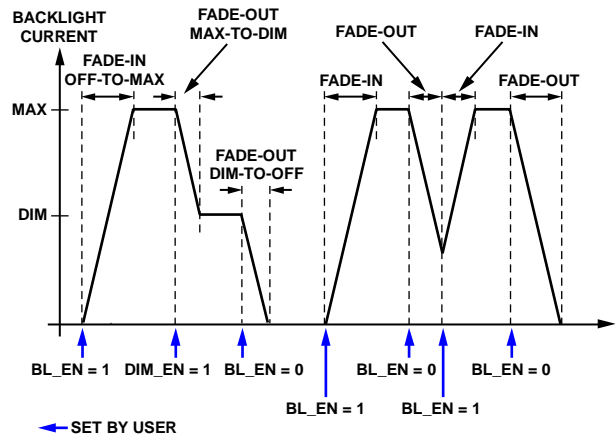 BACKLIGHT
CURRENT
FADE-OUT
MAX-TO-DIM
FADE-IN
OFF-TO-MAX
FADE-OUT
DIM-TO-OFF
FADE-OUT
FADE-IN
FADE-IN
FADE-OUT
MAX
DIM
BL_EN = 1
DIM_EN = 1
BL_EN = 0
BL_EN = 1
BL_EN = 0
BL_EN = 1
BL_EN = 0
SET BY USER